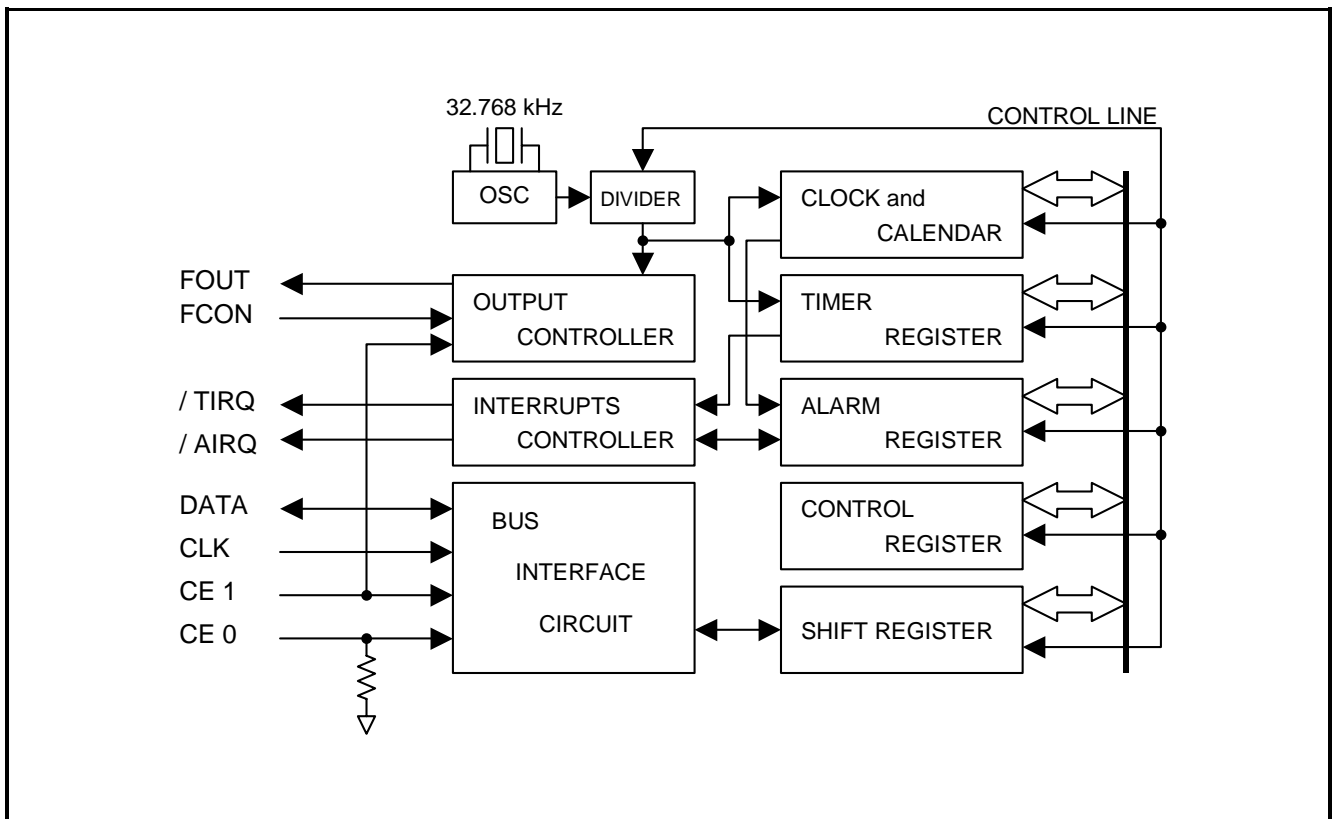 32.768 kHz
CONTROL LINE
OSC
DIVIDER
CLOCK and
CALENDAR
FOUT
FCON
OUTPUT
CONTROLLER
TIMER
REGISTER
/ TIRQ
/ AIRQ
INTERRUPTS
CONTROLLER
ALARM
REGISTER
DATA
CLK
CE 1
CE 0
BUS
INTERFACE
CIRCUIT
CONTROL
REGISTER
SHIFT REGISTER